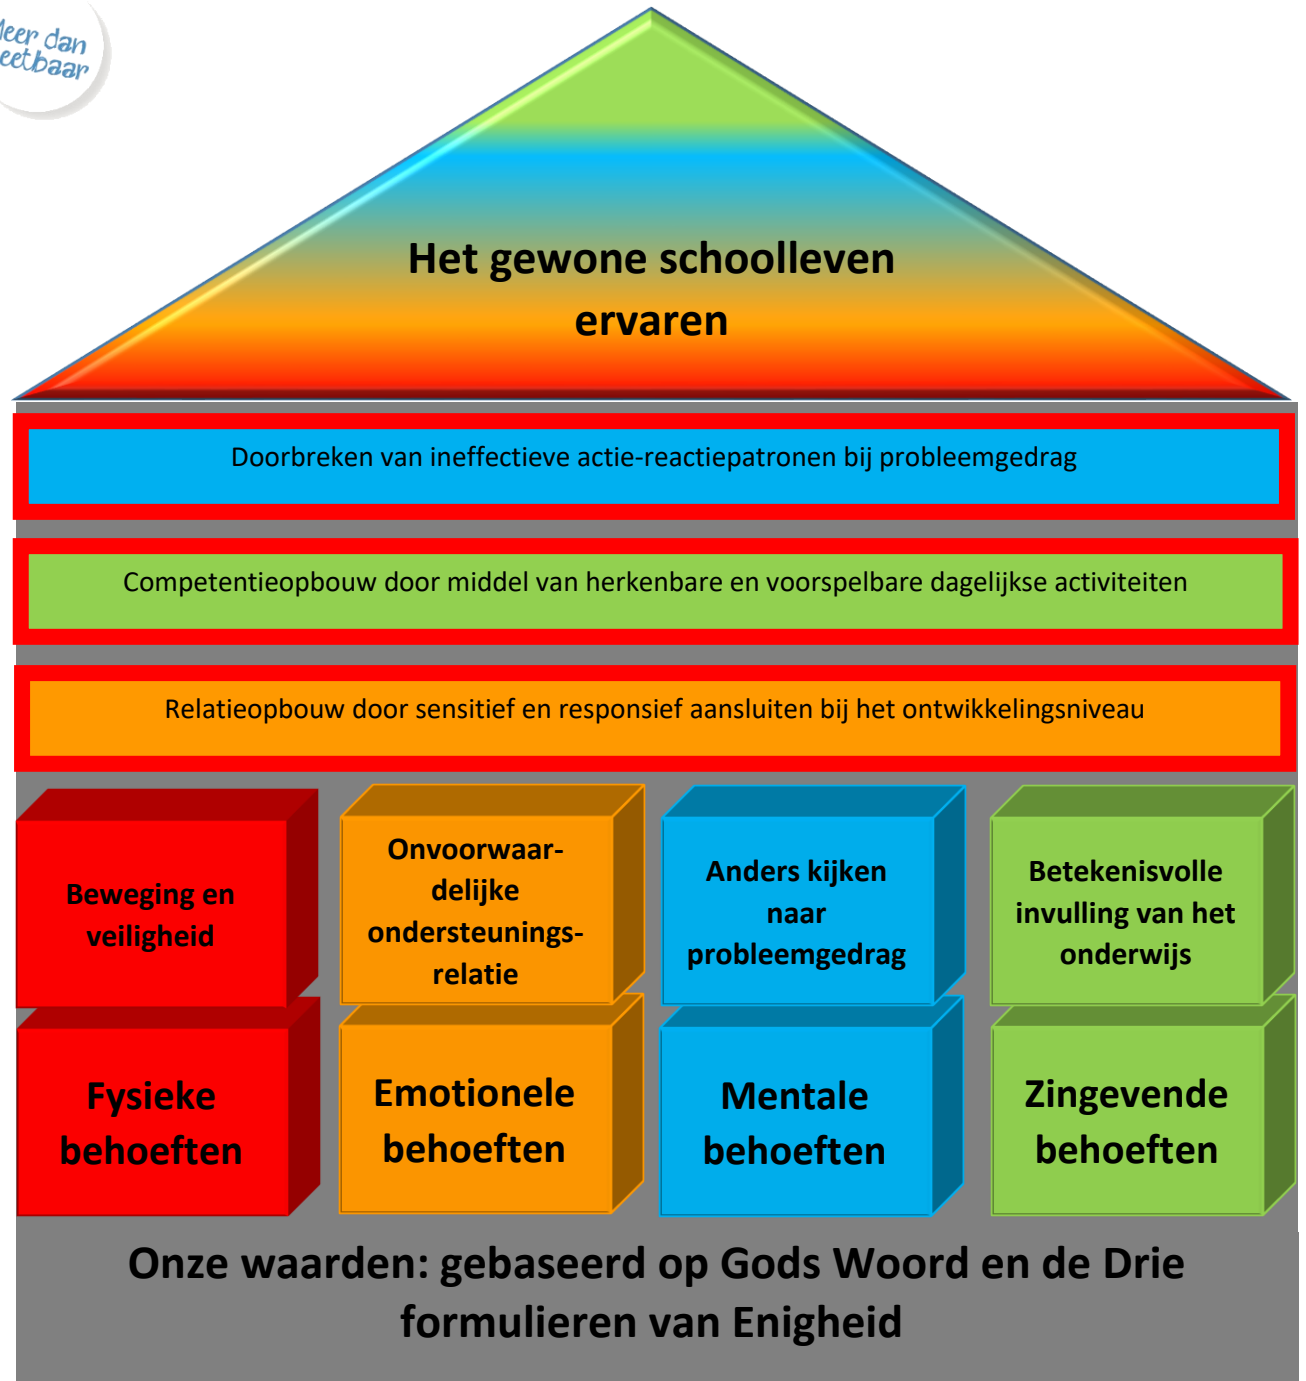 Meer dan
meetbaar
Het gewone schoolleven
ervaren
Doorbreken van ineffectieve actie-reactiepatronen bij probleemgedrag
Competentieopbouw door middel van herkenbare en voorspelbare dagelijkse activiteiten
Relatieopbouw door sensitief en responsief aansluiten bij het ontwikkelingsniveau
Beweging en
veiligheid
Onvoorwaar-
delijke
ondersteunings-
relatie
Anders kijken
naar
probleemgedrag
Betekenisvolle
invulling van het
onderwijs
Fysieke
behoeften
Emotionele
behoeften
Mentale
behoeften
Zingevende
behoeften
Onze waarden: gebaseerd op Gods Woord en de Drie
formulieren van Enigheid